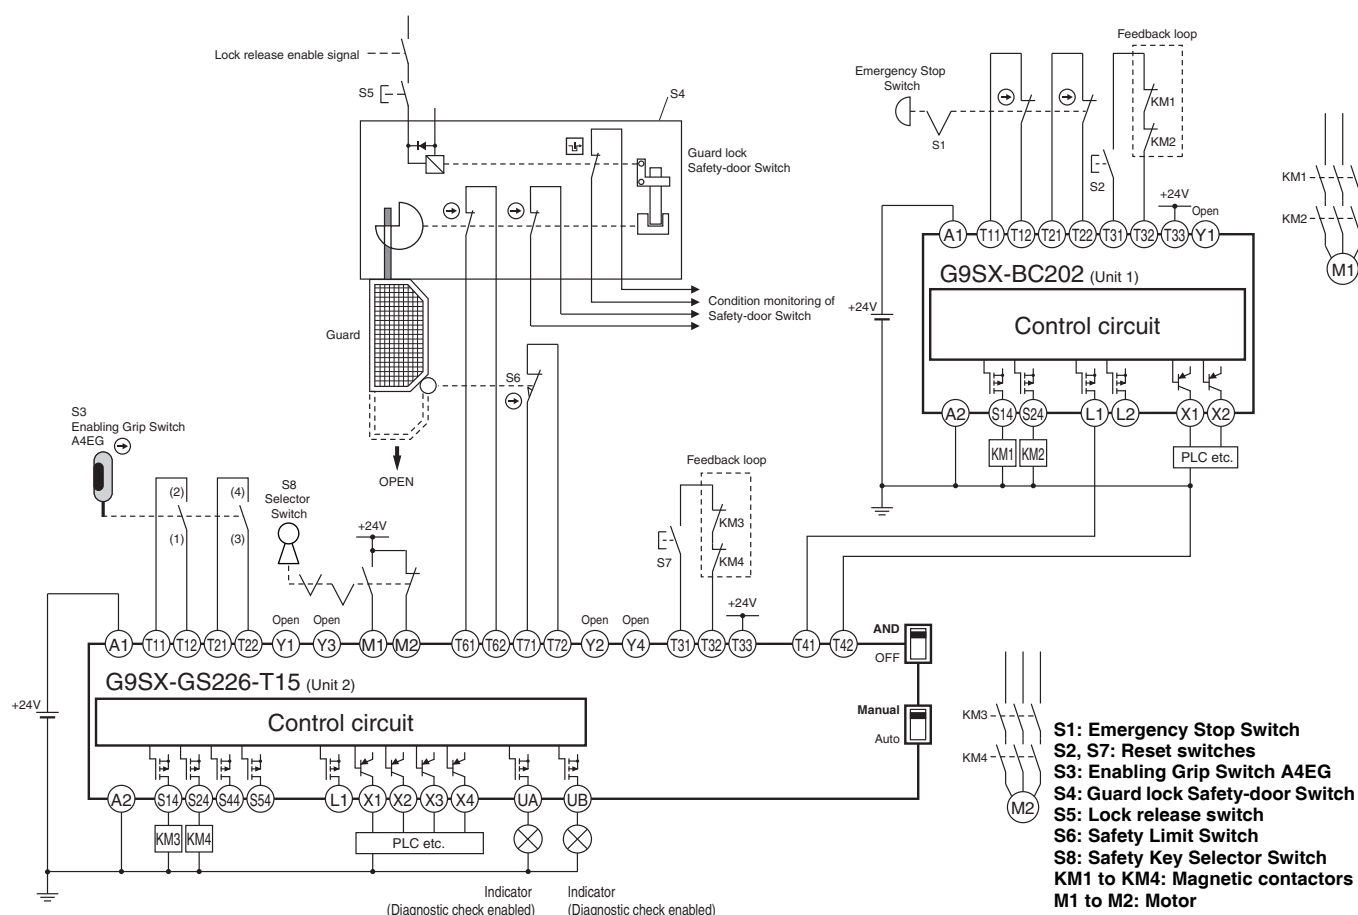 Lock release enable signal
S5
S4
Guard lock
Safety-door Switch
Condition monitoring of
Safety-door Switch
Guard
S6
OPEN
Feedback loop
Emergency Stop
Switch
S1
KM1
KM2
S2
+24V
Open
A1 T11 T12 T21 T22 T31 T32 T33 Y1
G9SX-BC202 (Unit 1)
+24V
Control circuit
A2 S14 S24 L1 L2 X1 X2
KM1 KM2
PLC etc.
KM1
KM2
M1
S3
Enabling Grip Switch
A4EG
(2) (4)
(1) (3)
S8
Selector
Switch
+24V
Feedback loop
KM3
S7
KM4
+24V
Open Open Open Open
A1 T11 T12 T21 T22 Y1 Y3 M1 M2 T61 T62 T71 T72 Y2 Y4 T31 T32 T33 T41 T42
AND
OFF
G9SX-GS226-T15 (Unit 2)
+24V
Control circuit
Manual
Auto
A2 S14 S24 S44 S54 L1 X1 X2 X3 X4 UA UB
KM3 KM4
PLC etc.
Indicator
(Diagnostic check enabled)
Indicator
(Diagnostic check enabled)
KM3
KM4
M2
S1: Emergency Stop Switch
S2, S7: Reset switches
S3: Enabling Grip Switch A4EG
S4: Guard lock Safety-door Switch
S5: Lock release switch
S6: Safety Limit Switch
S8: Safety Key Selector Switch
KM1 to KM4: Magnetic contactors
M1 to M2: Motor